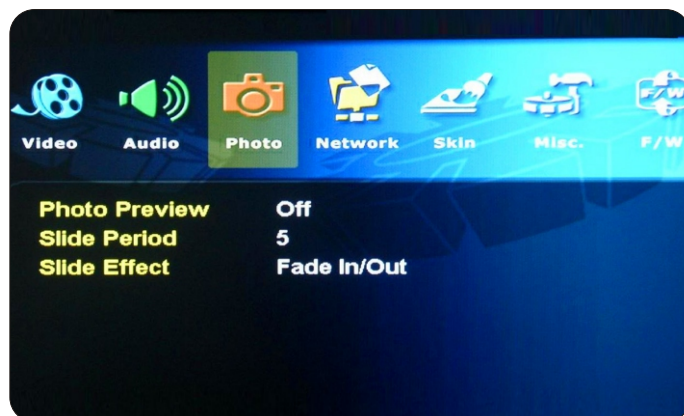 Video Audio Photo Network Skin Misc. F/W
F/W
Photo Preview Off
Slide Period 5
Slide Effect Fade In/Out